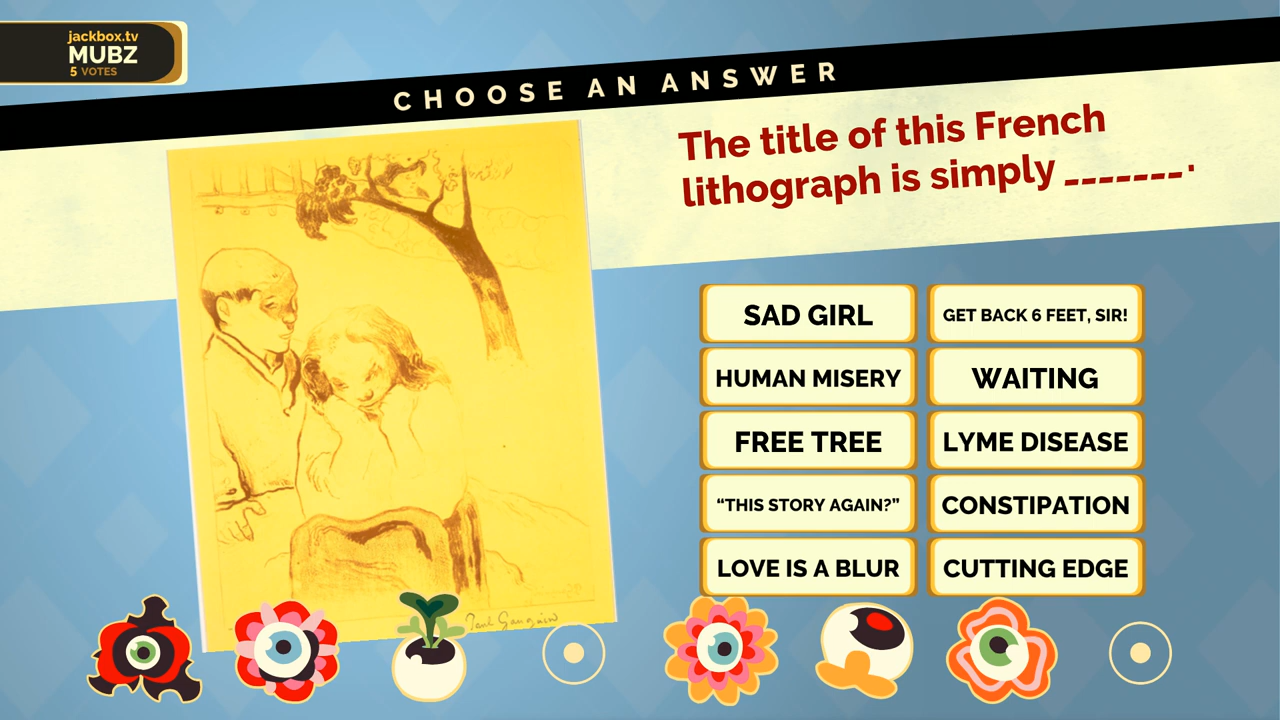 jackbox.tv
MUBZ
5 VOTES
CHOOSE AN ANSWER
The title of this French
lithograph is simply _______.
SAD GIRL
GET BACK 6 FEET, SIR!
HUMAN MISERY
WAITING
FREE TREE
LYME DISEASE
“THIS STORY AGAIN?”
CONSTIPATION
LOVE IS A BLUR
CUTTING EDGE
Paul Gauguin